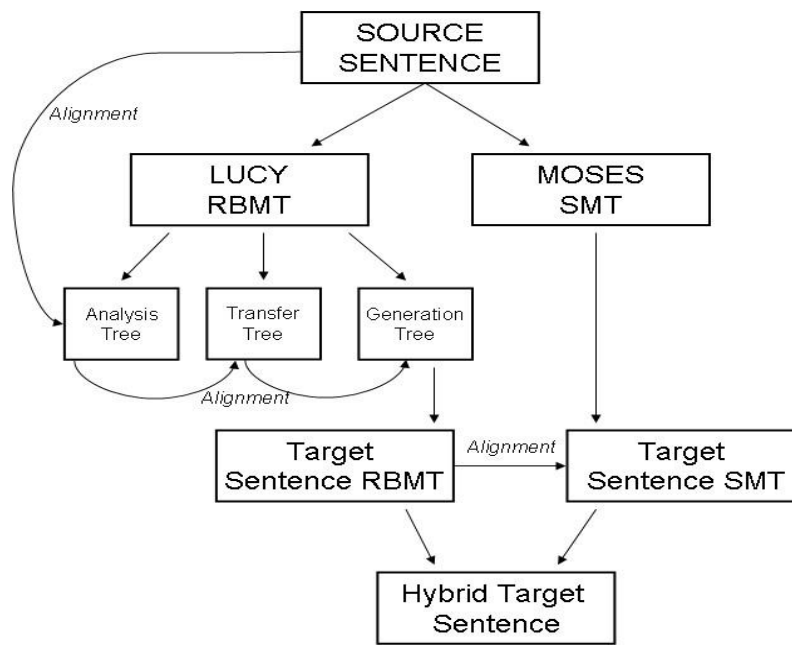 SOURCE
SENTENCE
Alignment
LUCY
RBMT
MOSES
SMT
Analysis
Tree
Transfer
Tree
Generation
Tree
Alignment
Target
Sentence RBMT
Alignment
Target
Sentence SMT
Hybrid Target
Sentence